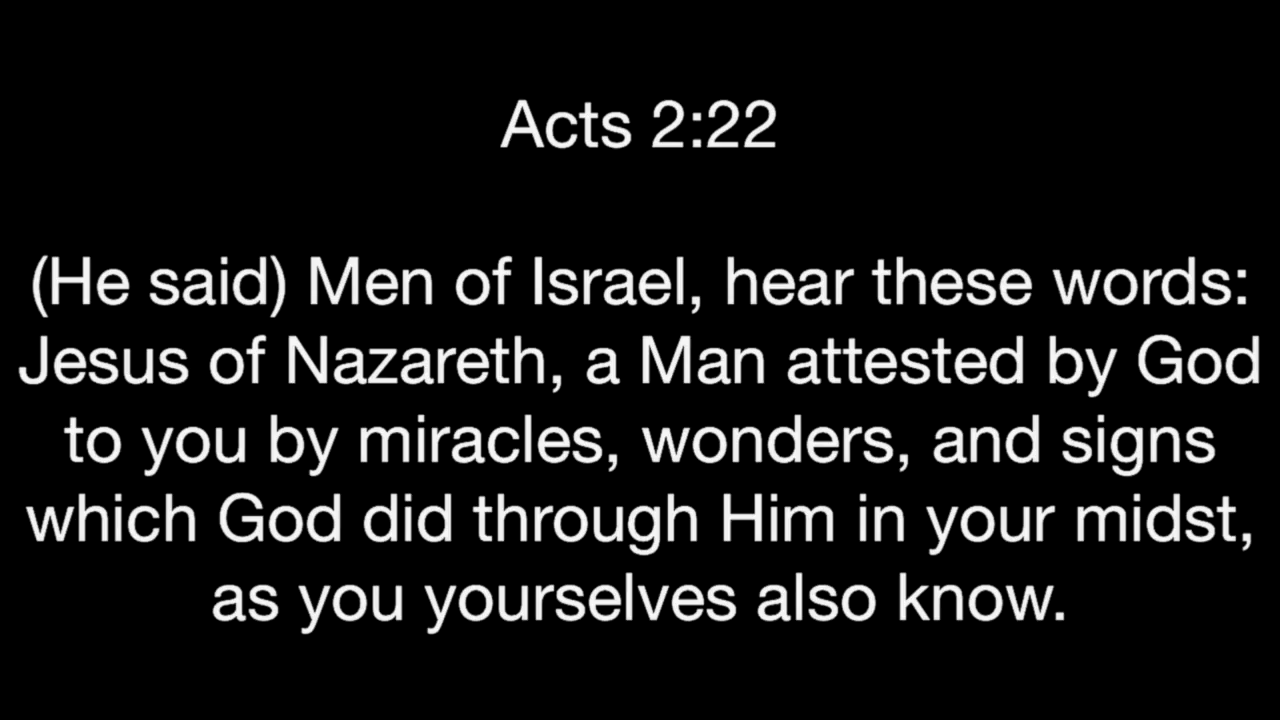 Acts 2:22
(He said) Men of Israel, hear these words:
Jesus of Nazareth, a Man attested by God
to you by miracles, wonders, and signs
which God did through Him in your midst,
as you yourselves also know.